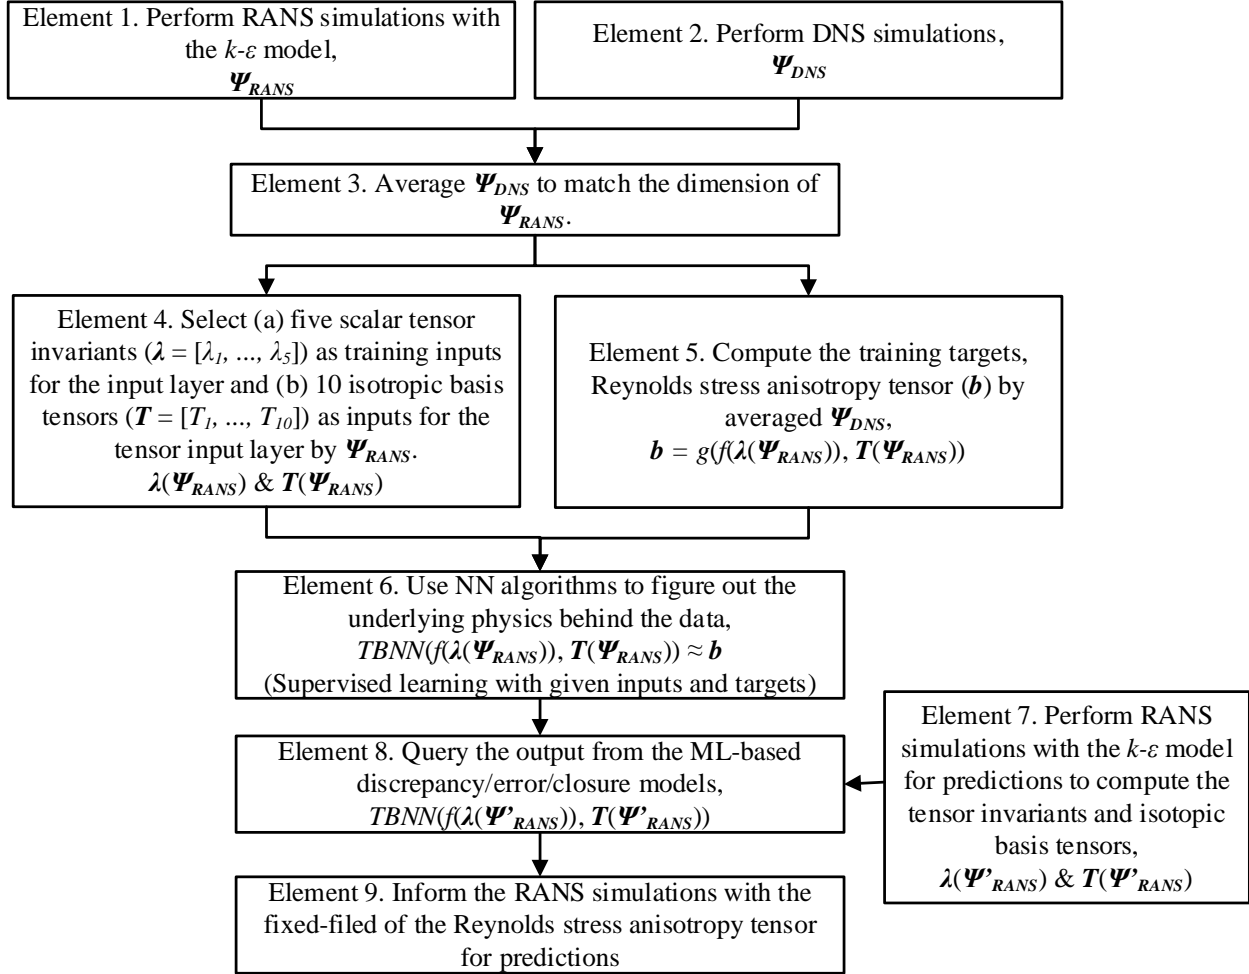 Element 1. Perform RANS simulations with
the k-ε model,
Ψ_RANS
Element 2. Perform DNS simulations,
Ψ_DNS
Element 3. Average Ψ_DNS to match the dimension of
Ψ_RANS.
Element 4. Select (a) five scalar tensor
invariants (λ = [λ_1, ..., λ_5]) as training inputs
for the input layer and (b) 10 isotropic basis
tensors (T = [T_1, ..., T_10]) as inputs for the
tensor input layer by Ψ_RANS.
λ(Ψ_RANS) & T(Ψ_RANS)
Element 5. Compute the training targets,
Reynolds stress anisotropy tensor (b) by
averaged Ψ_DNS,
b = g(f(λ(Ψ_RANS)), T(Ψ_RANS))
Element 6. Use NN algorithms to figure out the
underlying physics behind the data,
TBNN(f(λ(Ψ_RANS)), T(Ψ_RANS)) ≈ b
(Supervised learning with given inputs and targets)
Element 7. Perform RANS
simulations with the k-ε model
for predictions to compute the
tensor invariants and isotopic
basis tensors,
λ(Ψ’_RANS) & T(Ψ’_RANS)
Element 8. Query the output from the ML-based
discrepancy/error/closure models,
TBNN(f(λ(Ψ’_RANS)), T(Ψ’_RANS))
Element 9. Inform the RANS simulations with the
fixed-filed of the Reynolds stress anisotropy tensor
for predictions